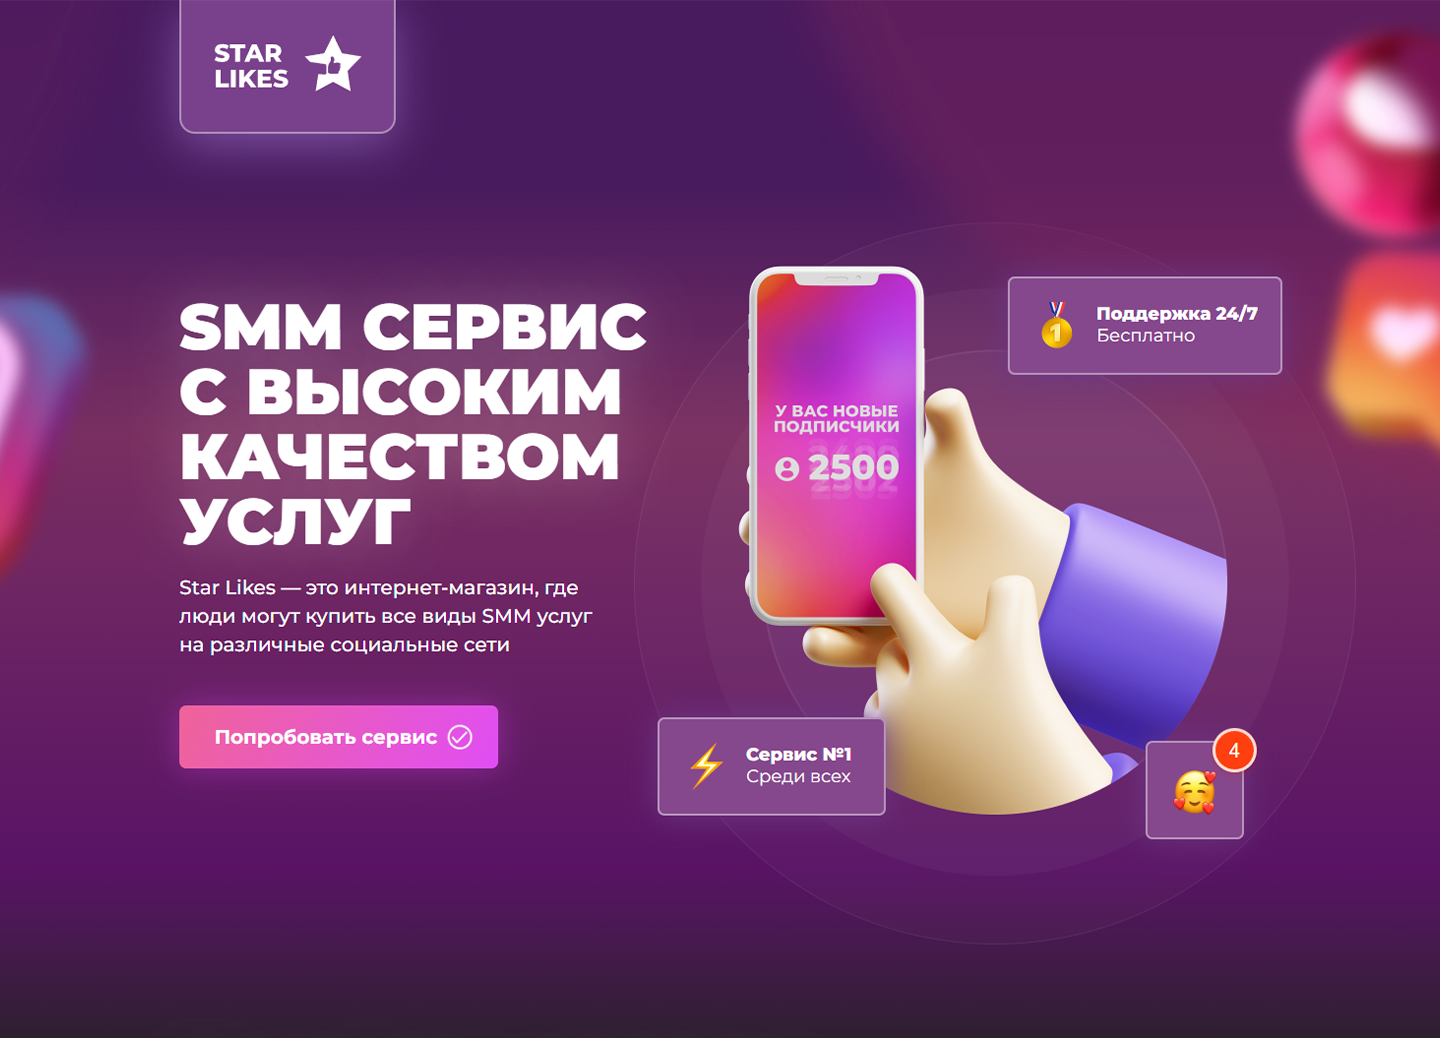 STAR
LIKES
SMM СЕРВИС
С ВЫСОКИМ
КАЧЕСТВОМ
УСЛУГ
Star Likes — это интернет-магазин, где
люди могут купить все виды SMM услуг
на различные социальные сети
Попробовать сервис
У ВАС НОВЫЕ
ПОДПИСЧИКИ
2500
Поддержка 24/7
Бесплатно
1
Сервис №1
Среди всех
4